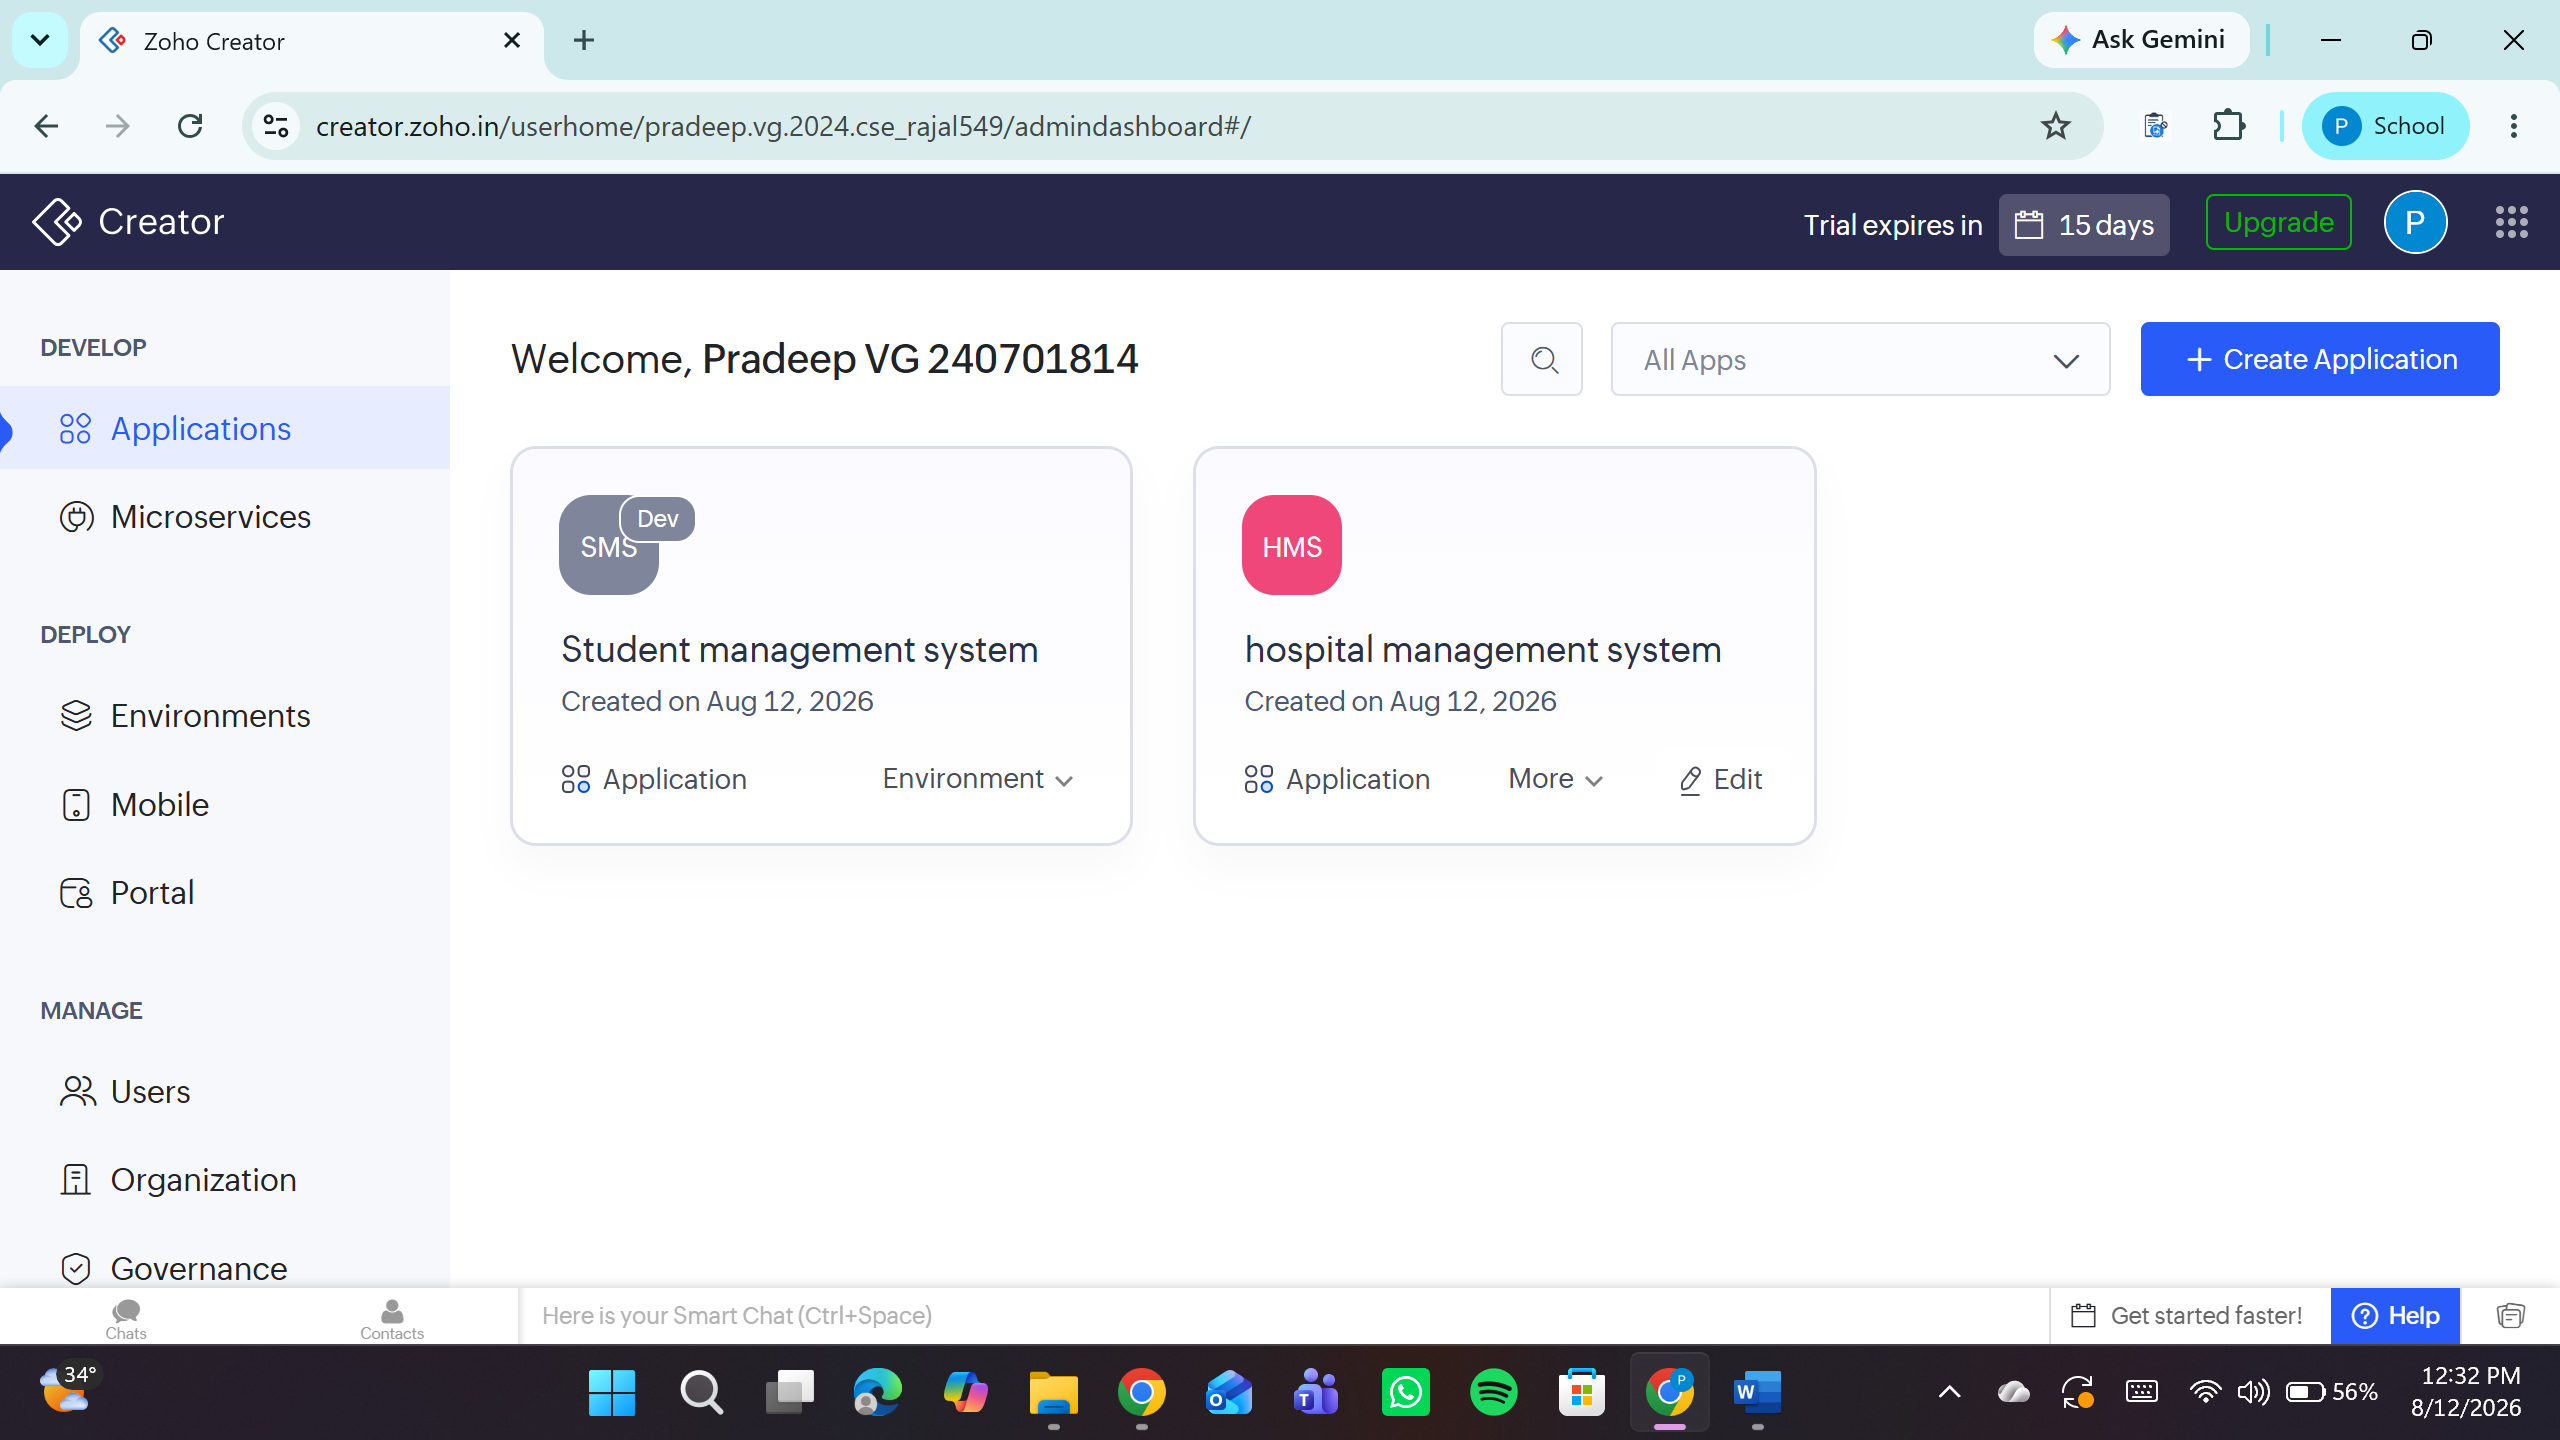 Zoho Creator
Ask Gemini
creator.zoho.in/userhome/pradeep.vg.2024.cse_rajal549/admindashboard#/
P School
Creator
Trial expires in 15 days Upgrade P
DEVELOP
Applications
Microservices
DEPLOY
Environments
Mobile
Portal
MANAGE
Users
Organization
Governance
Welcome, Pradeep VG 240701814
All Apps
+ Create Application
SMS Dev
Student management system
Created on Aug 12, 2026
Application Environment
HMS
hospital management system
Created on Aug 12, 2026
Application More Edit
Chats
Contacts
Here is your Smart Chat (Ctrl+Space)
Get started faster!
? Help
34°
O
T
P
W
56%
12:32 PM
8/12/2026